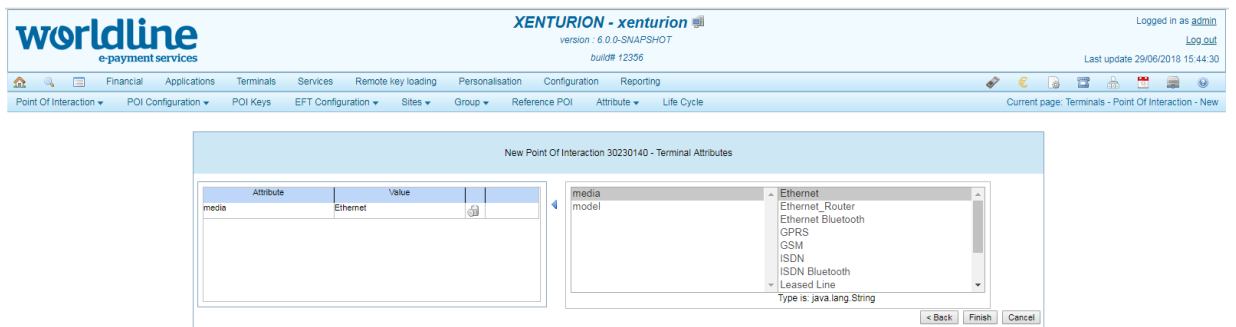 worldline
e-payment services
XENTURION - xenturion
version : 6.0.0-SNAPSHOT
build# 12356
Logged in as admin
Log out
Last update 29/06/2018 15:44:30
Financial Applications Terminals Services Remote key loading Personalisation Configuration Reporting
Point Of Interaction POI Configuration POI Keys EFT Configuration Sites Group Reference POI Attribute Life Cycle Current page: Terminals - Point Of Interaction - New
New Point Of Interaction 30230140 - Terminal Attributes
Attribute Value
media Ethernet
media
model
Ethernet
Ethernet_Router
Ethernet Bluetooth
GPRS
GSM
ISDN
ISDN Bluetooth
Leased Line
Type is: java.lang.String
< Back Finish Cancel